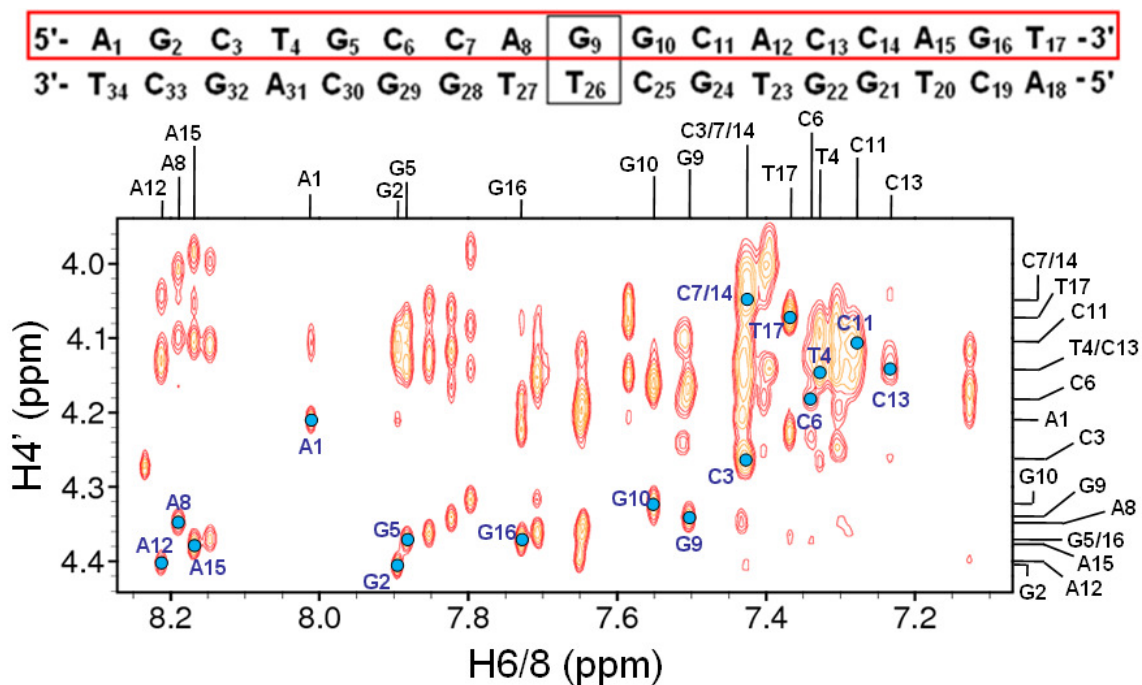 5'- A1 G2 C3 T4 G5 C6 C7 A8 G9 G10 C11 A12 C13 C14 A15 G16 T17 -3'
3'- T34 C33 G32 A31 C30 G29 G28 T27 T26 C25 G24 T23 G22 G21 T20 C19 A18 -5'
A12
A8
A15
A1
G2
G5
G16
G10
G9
C3/7/14
T17
C6
T4
C11
C13
C7/14
T17
C11
T4/C13
C6
A1
C3
G10
G9
A8
G5/16
A15
A12
G2
C7/14
T17
C11
T4
C13
C6
A1
C3
G10
G9
A8
A12
A15
G5
G2
G16
4.0
4.1
4.2
4.3
4.4
H4' (ppm)
8.2 8.0 7.8 7.6 7.4 7.2
H6/8 (ppm)